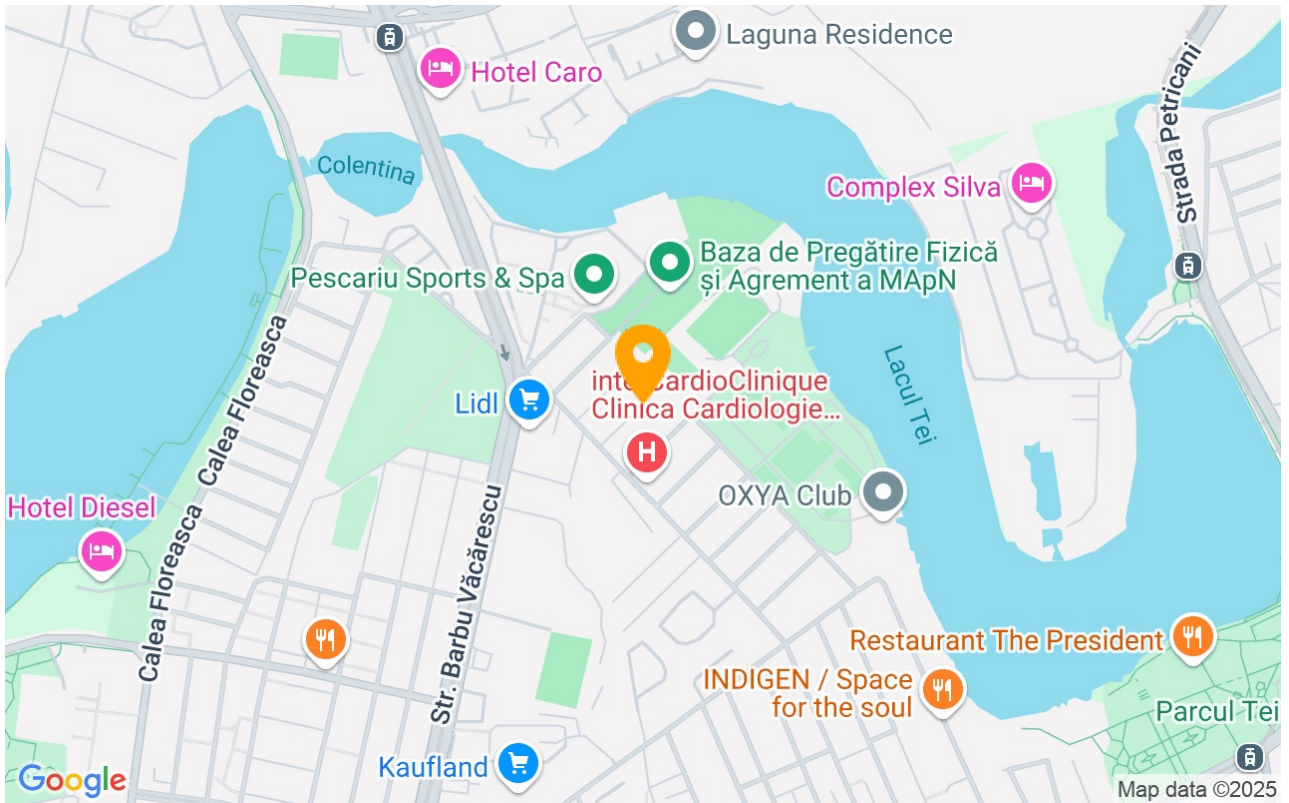 Laguna Residence
Hotel Caro
Strada Petricani
Colentina
Complex Silva
Baza de Pregătire Fizică
și Agrement a MApN
Pescariu Sports & Spa
Calea Floreasca
Lacul Tei
CardioClinique
Clinica Cardiologie...
Lidl
H
OXYA Club
Hotel Diesel
Calea Floreasca
Str. Barbu Văcărescu
Restaurant The President
INDIGEN / Space
for the soul
Parcul Tei
Kaufland
Google
Map data ©2025